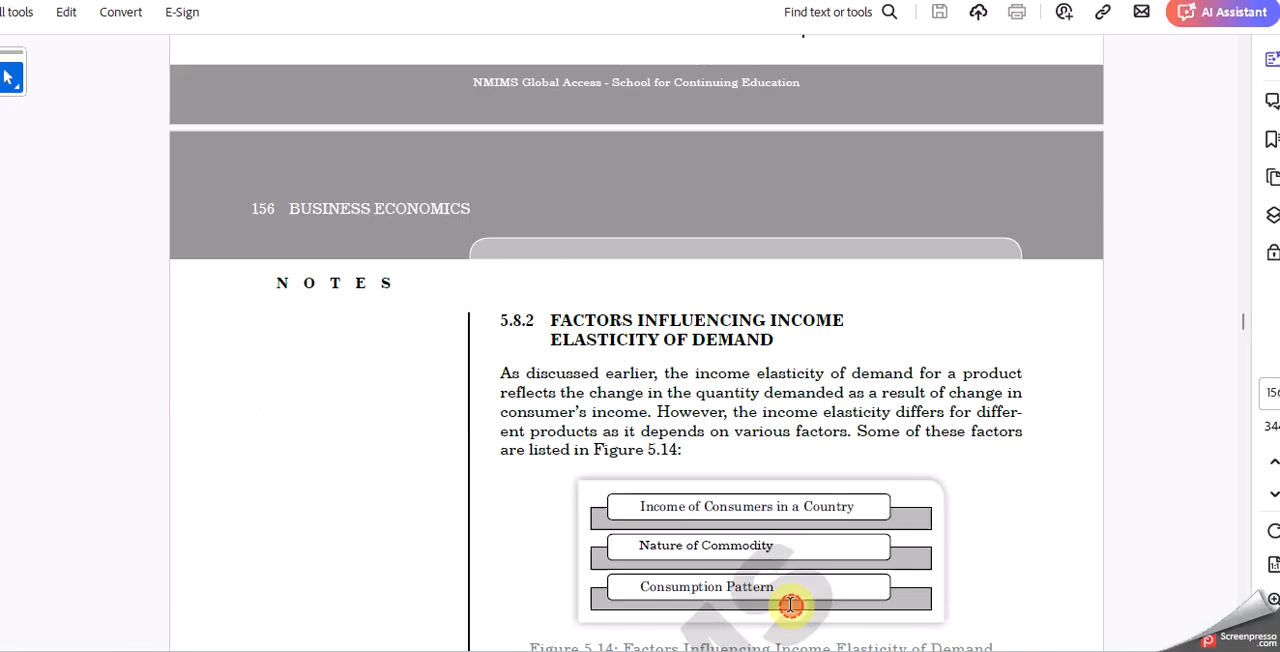 ll tools Edit Convert E-Sign Find text or tools AI Assistant
NMIMS Global Access - School for Continuing Education
156 BUSINESS ECONOMICS
N O T E S
5.8.2 FACTORS INFLUENCING INCOME
ELASTICITY OF DEMAND
As discussed earlier, the income elasticity of demand for a product
reflects the change in the quantity demanded as a result of change in
consumer's income. However, the income elasticity differs for differ-
ent products as it depends on various factors. Some of these factors
are listed in Figure 5.14:
Income of Consumers in a Country
Nature of Commodity
Consumption Pattern
Figure 5.14: Factors Influencing Income Elasticity of Demand
156
344
Screenpresso
.com